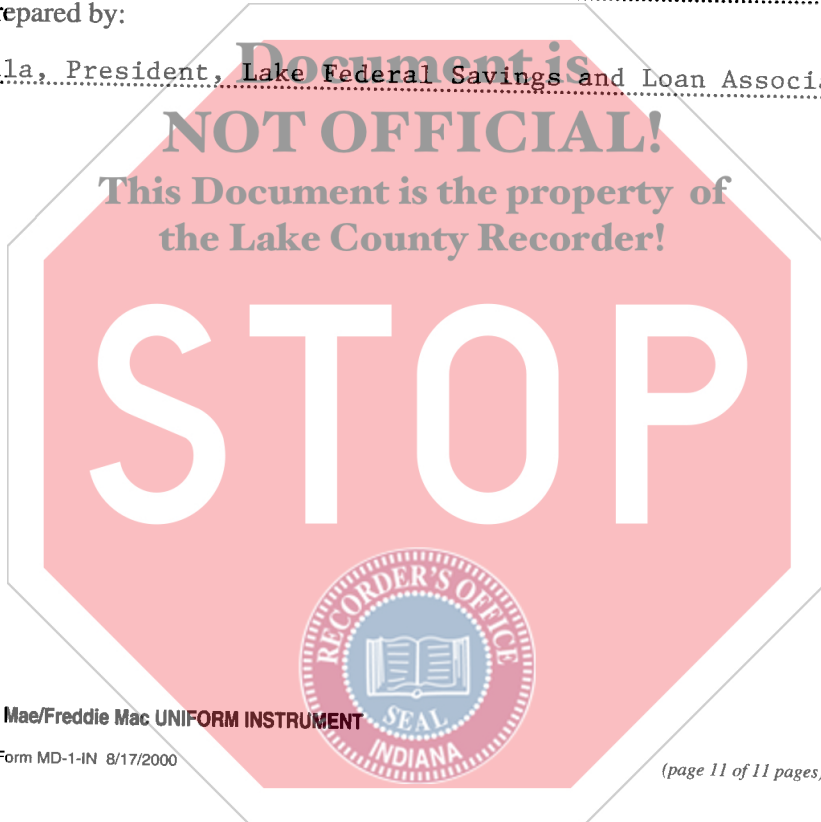 repared by:
Document is
la, President, Lake Federal Savings and Loan Associ
NOT OFFICIAL!
This Document is the property of
the Lake County Recorder!
STOP
RECORDER'S OFFICE
SEAL
INDIANA
Mae/Freddie Mac UNIFORM INSTRUMENT
Form MD-1-IN 8/17/2000
(page 11 of 11 pages)